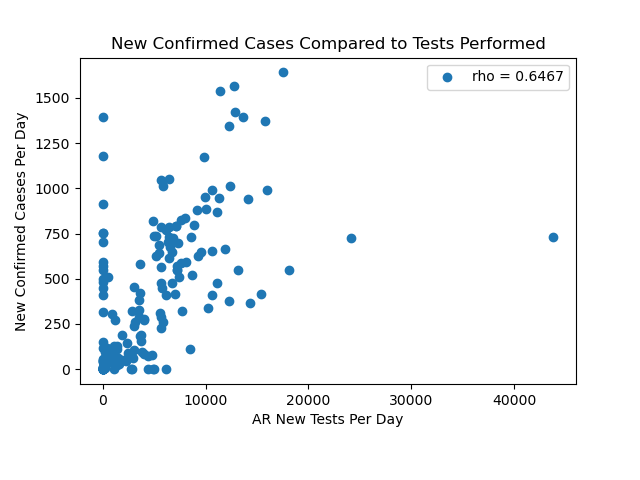 New Confirmed Cases Compared to Tests Performed
rho = 0.6467
New Confirmed Caeses Per Day
1500
1250
1000
750
500
250
0
0 10000 20000 30000 40000
AR New Tests Per Day